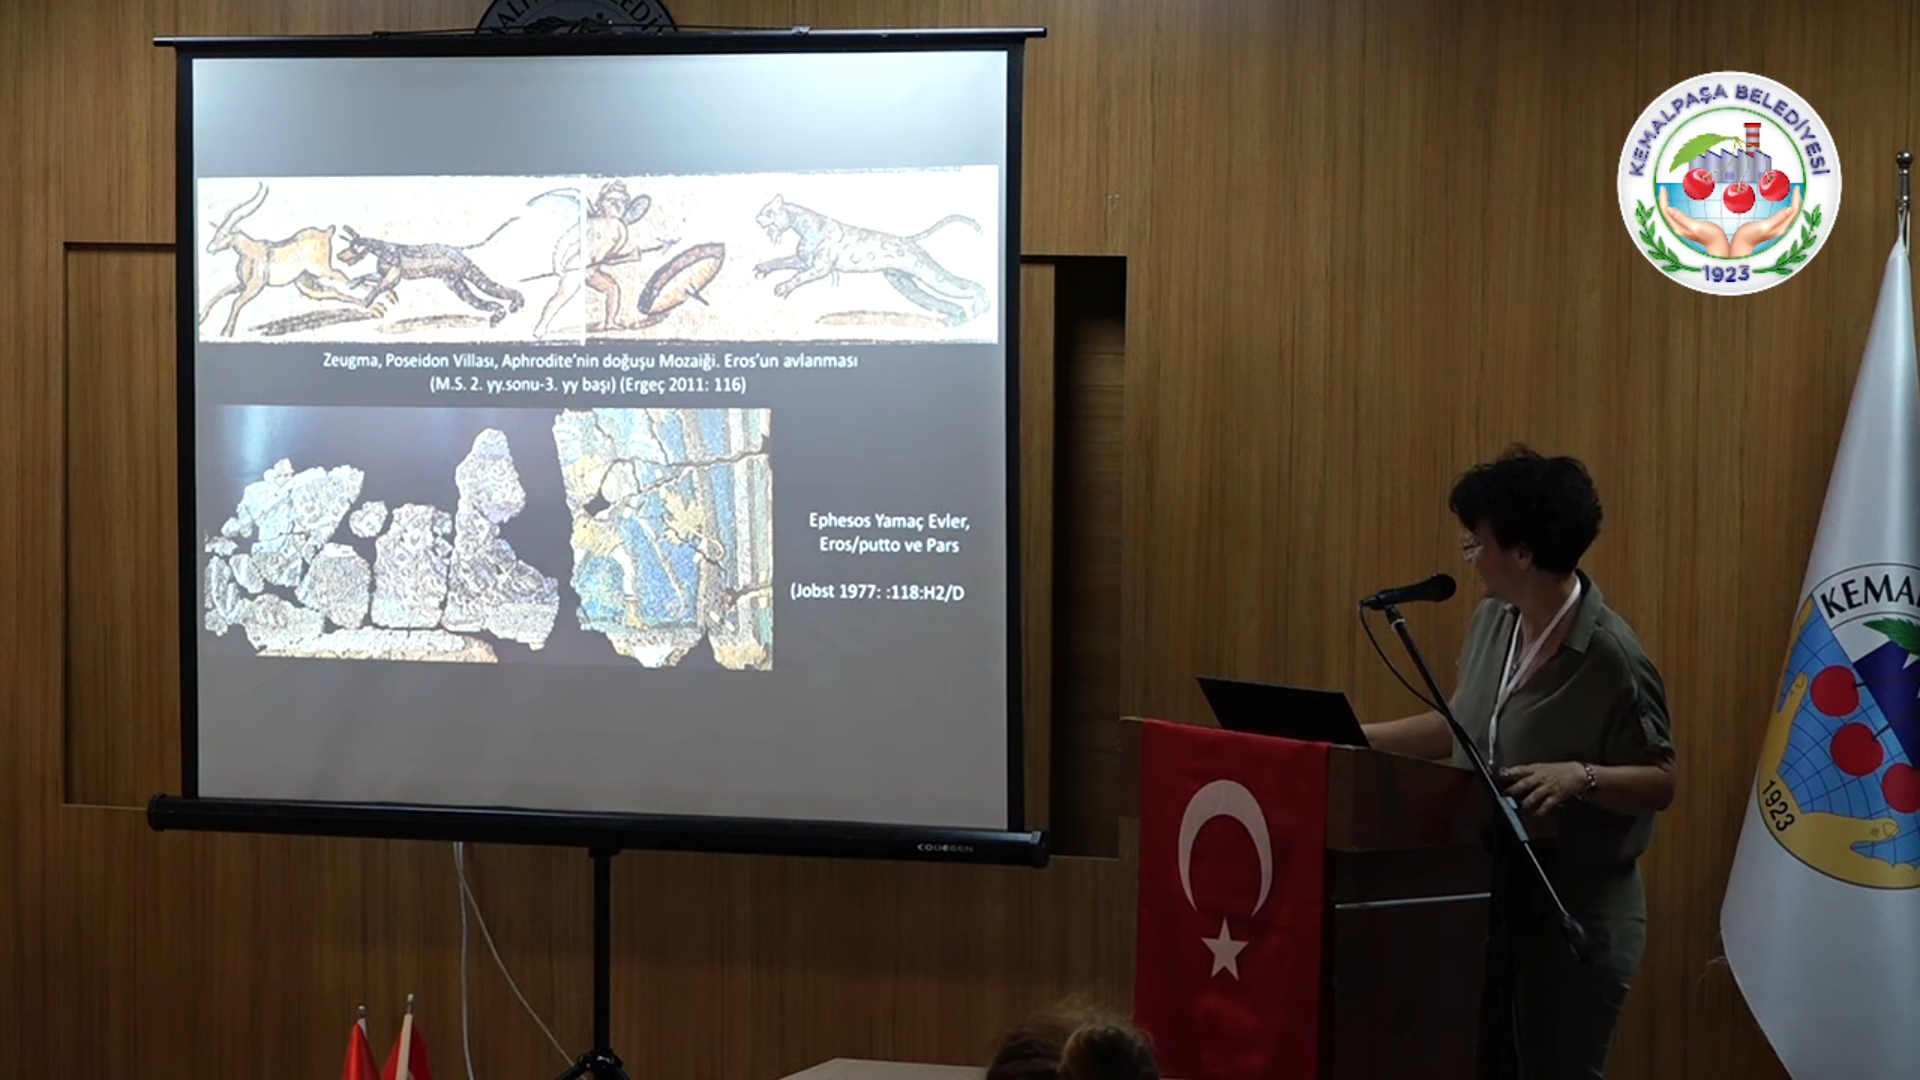 KEMALPAŞA BELEDİYESİ
1923
Zeugma, Poseidon Villası, Aphrodite'nin doğuşu Mozaiği. Eros'un avlanması
(M.S. 2. yy.sonu-3. yy başı) (Ergeç 2011: 116)
Ephesos Yamaç Evler,
Eros/putto ve Pars
(Jobst 1977: :118:H2/D
CODEGEN
KEMAL
1923